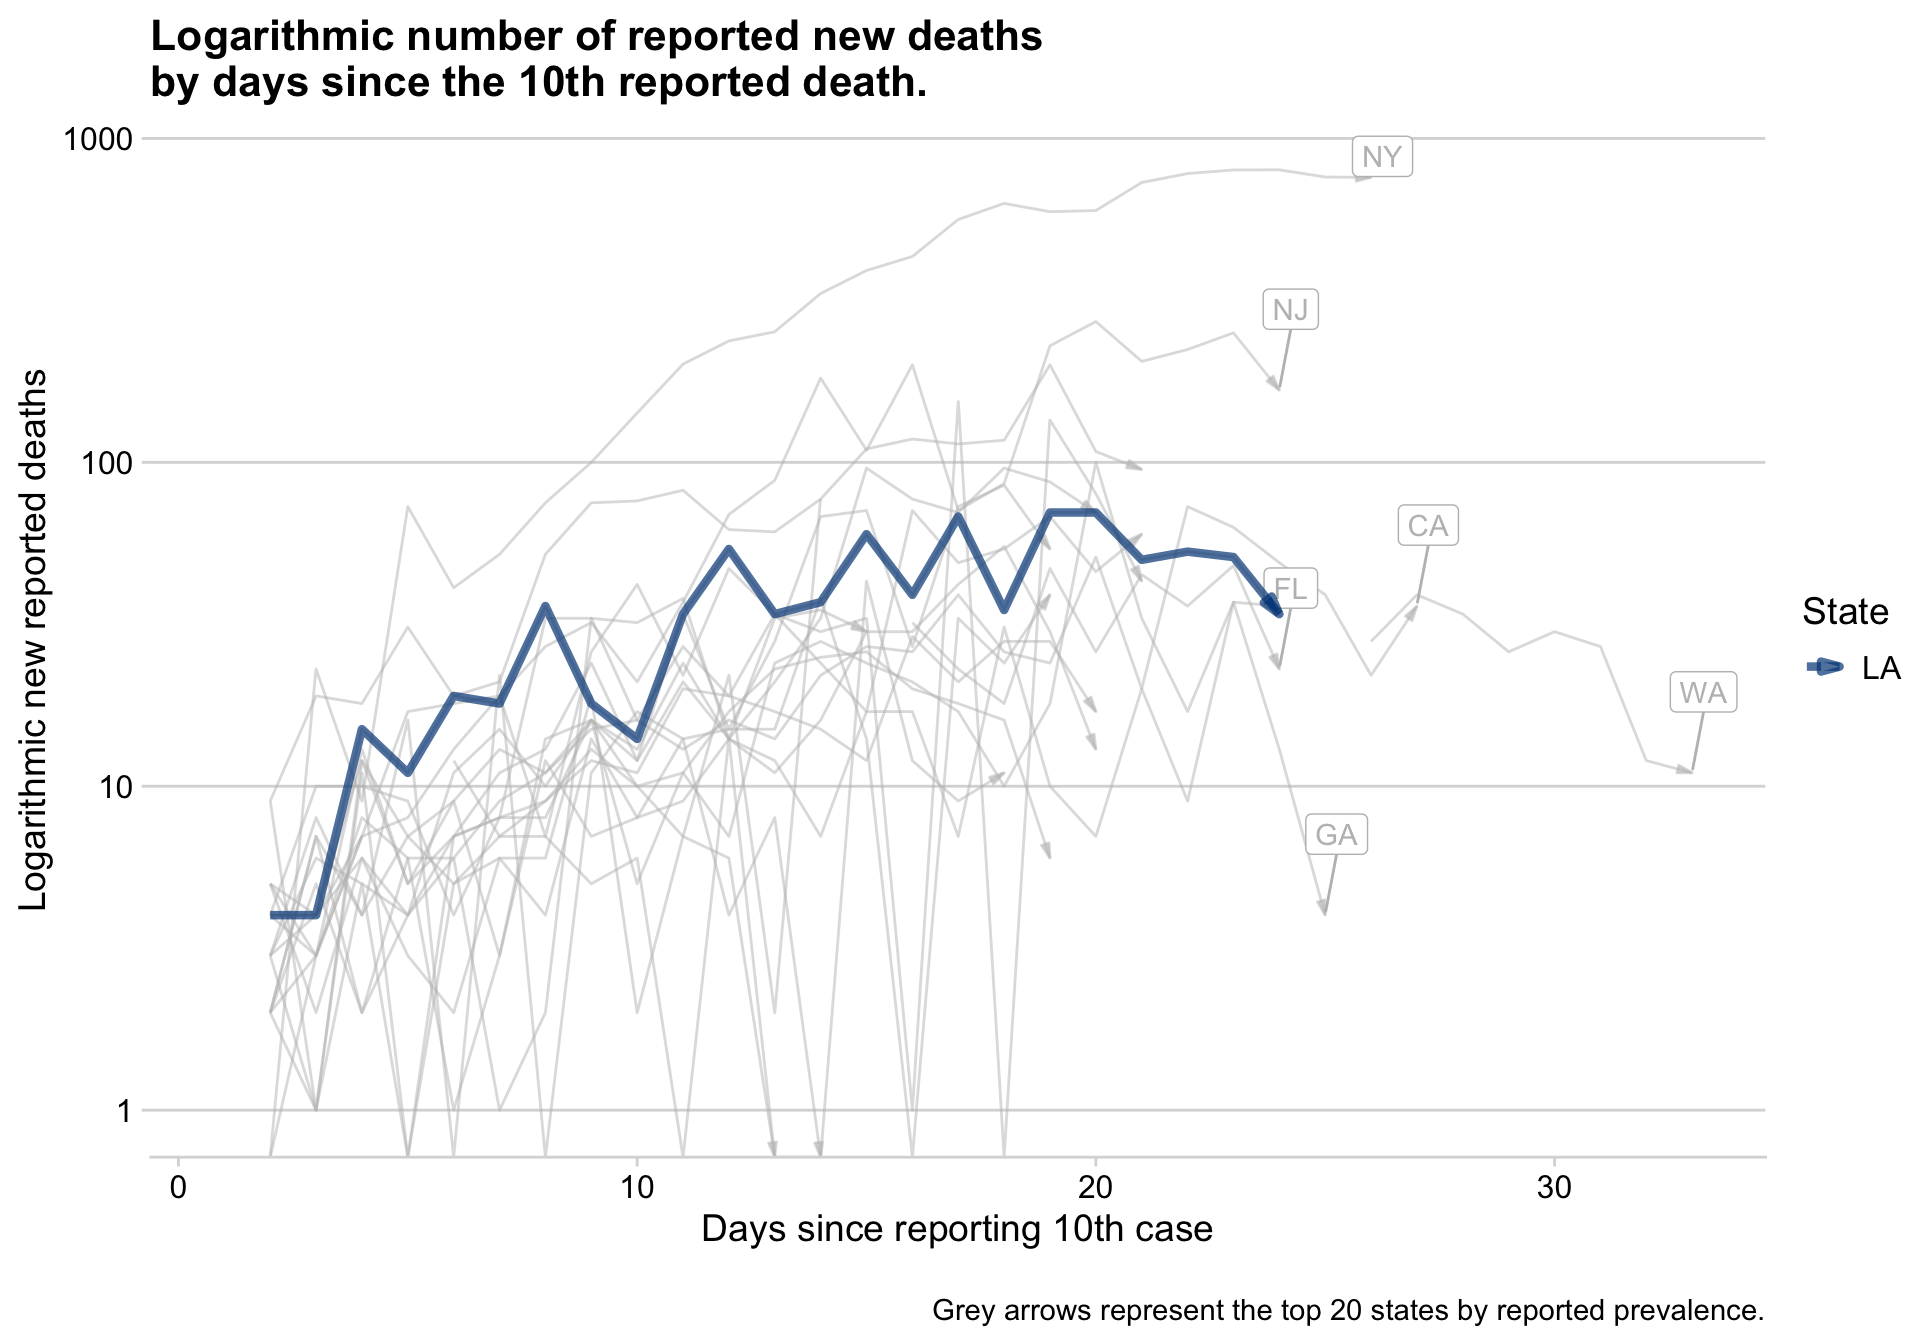 Logarithmic number of reported new deaths
by days since the 10th reported death.
Logarithmic new reported deaths
1000
100
10
1
NY
NJ
CA
FL
WA
GA
State
LA
0
10
20
30
Days since reporting 10th case
Grey arrows represent the top 20 states by reported prevalence.